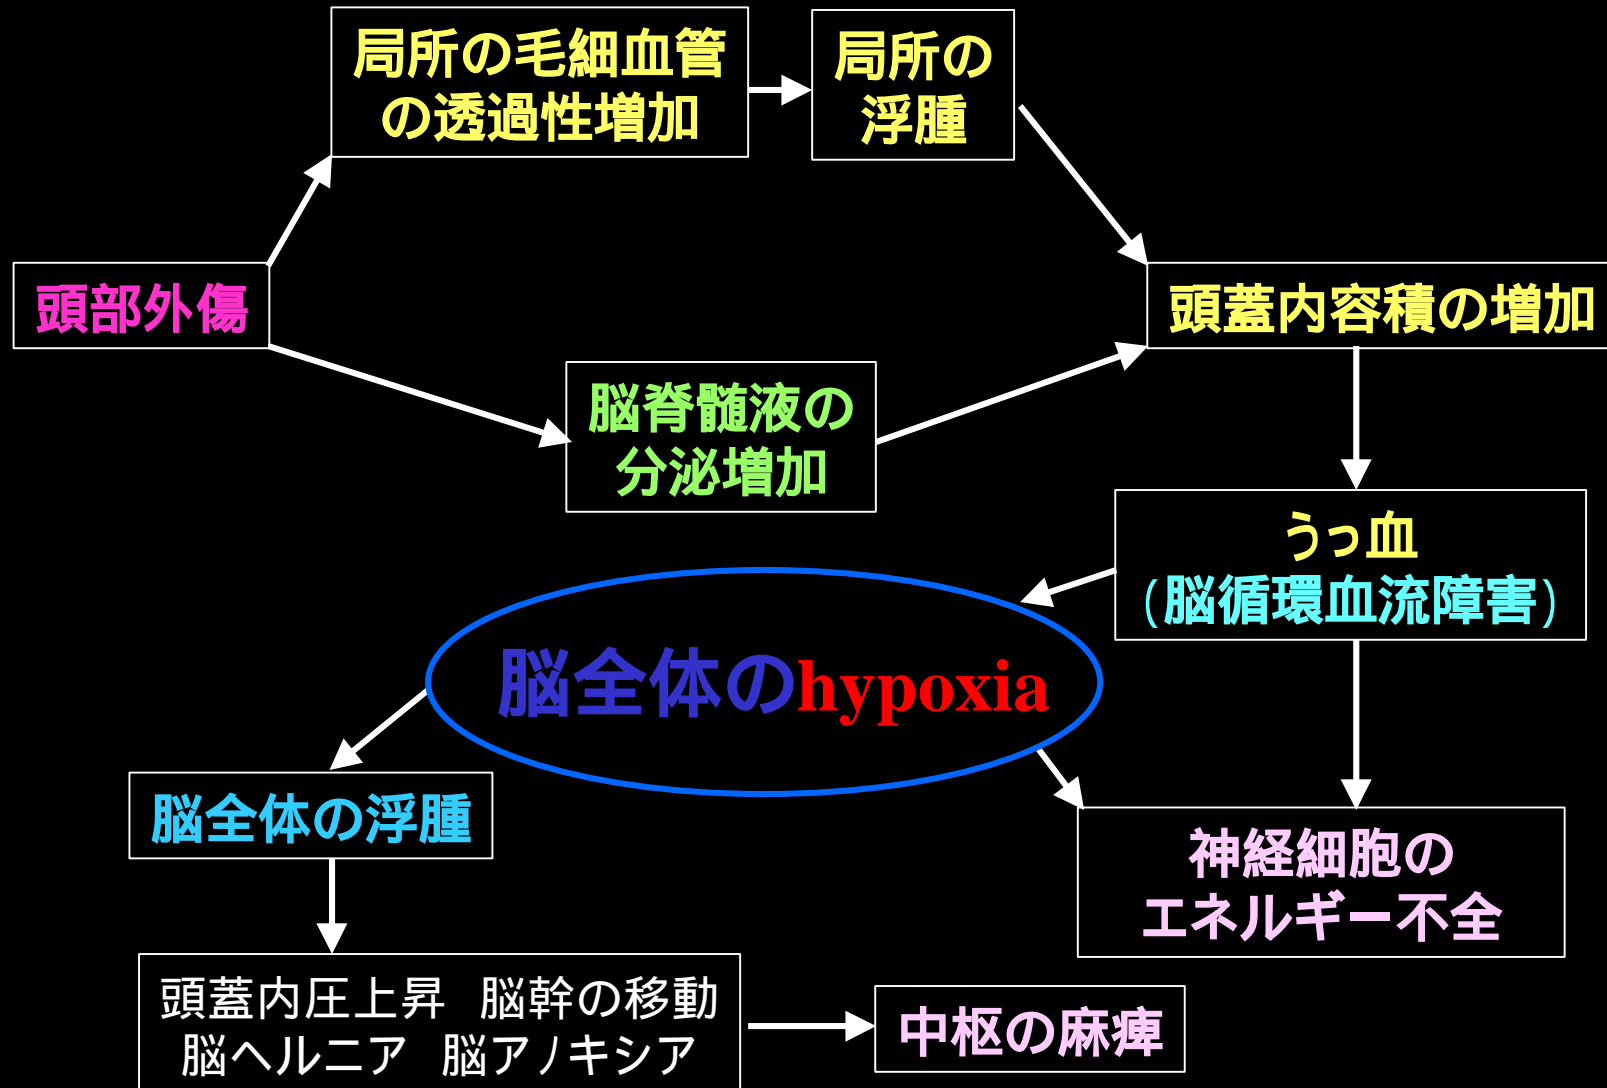 局所の毛細血管
の透過性増加
局所の
浮腫
頭部外傷
頭蓋内容積の増加
脳脊髄液の
分泌増加
うっ血
(脳循環血流障害)
脳全体のhypoxia
脳全体の浮腫
神経細胞の
エネルギー不全
頭蓋内圧上昇　脳幹の移動
脳ヘルニア　脳アノキシア
中枢の麻痺